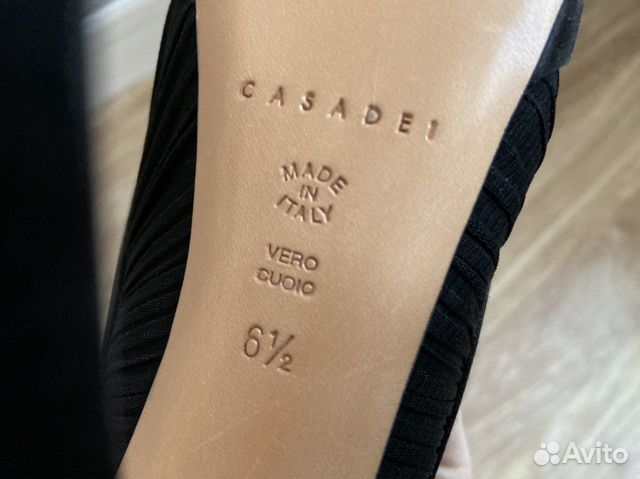 CASADEI
MADE
IN
ITALY
VERO
CUOIO
6½
Avito